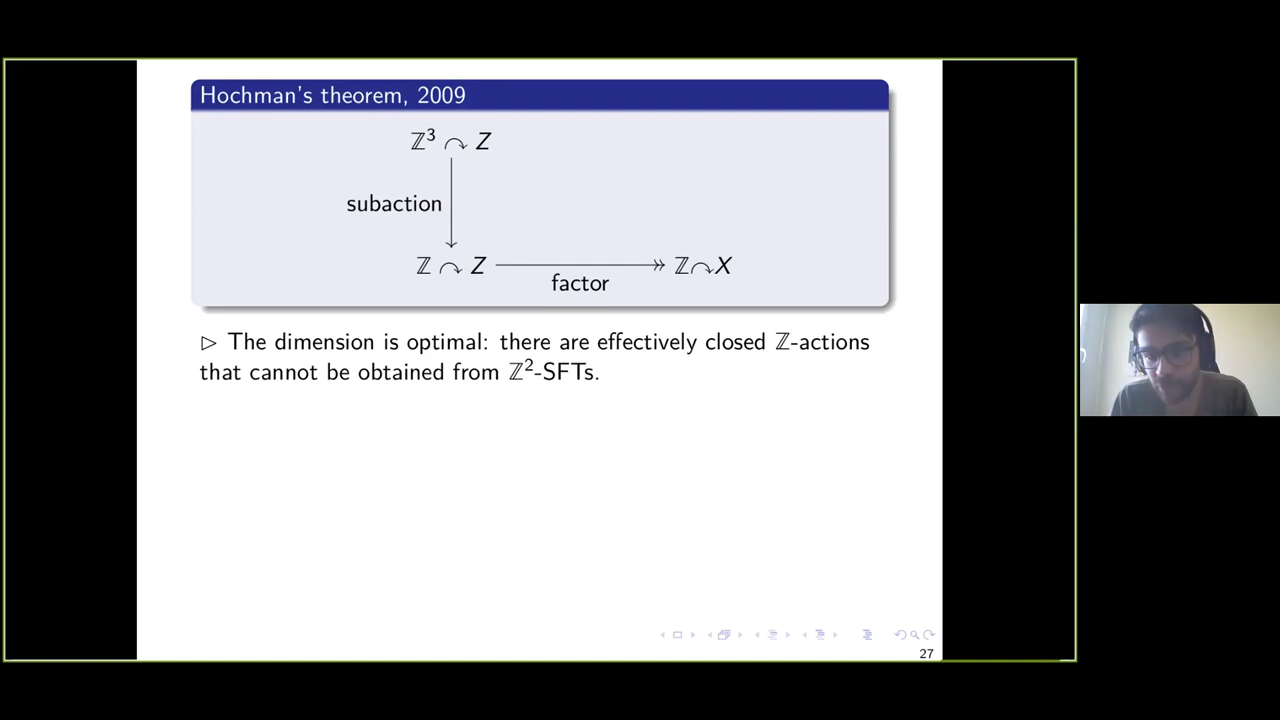 Hochman's theorem, 2009
ℤ³ ↷ Z
subaction
ℤ ↷ Z ↠ ℤ↷X
factor
▷ The dimension is optimal: there are effectively closed ℤ-actions
that cannot be obtained from ℤ²-SFTs.
27